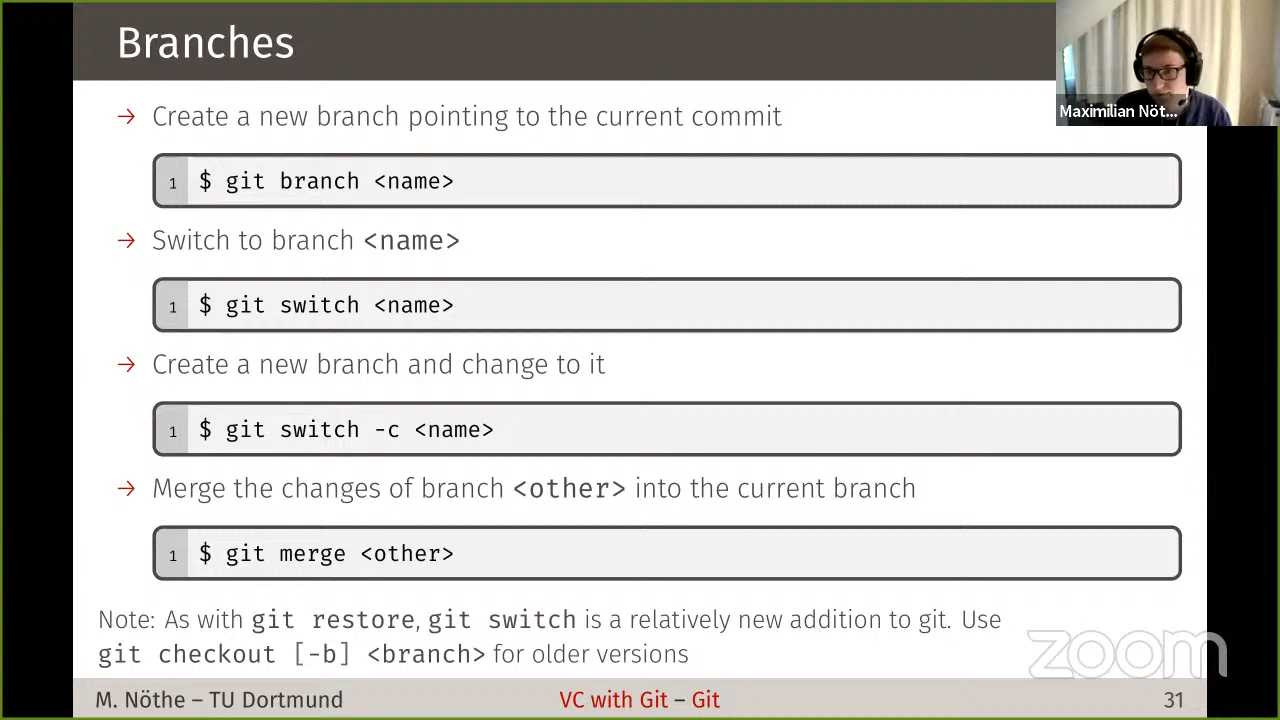 Branches
Maximilian Nöt...
→ Create a new branch pointing to the current commit
1 $ git branch <name>
→ Switch to branch <name>
1 $ git switch <name>
→ Create a new branch and change to it
1 $ git switch -c <name>
→ Merge the changes of branch <other> into the current branch
1 $ git merge <other>
Note: As with git restore, git switch is a relatively new addition to git. Use
git checkout [-b] <branch> for older versions
zoom
M. Nöthe – TU Dortmund VC with Git – Git 31